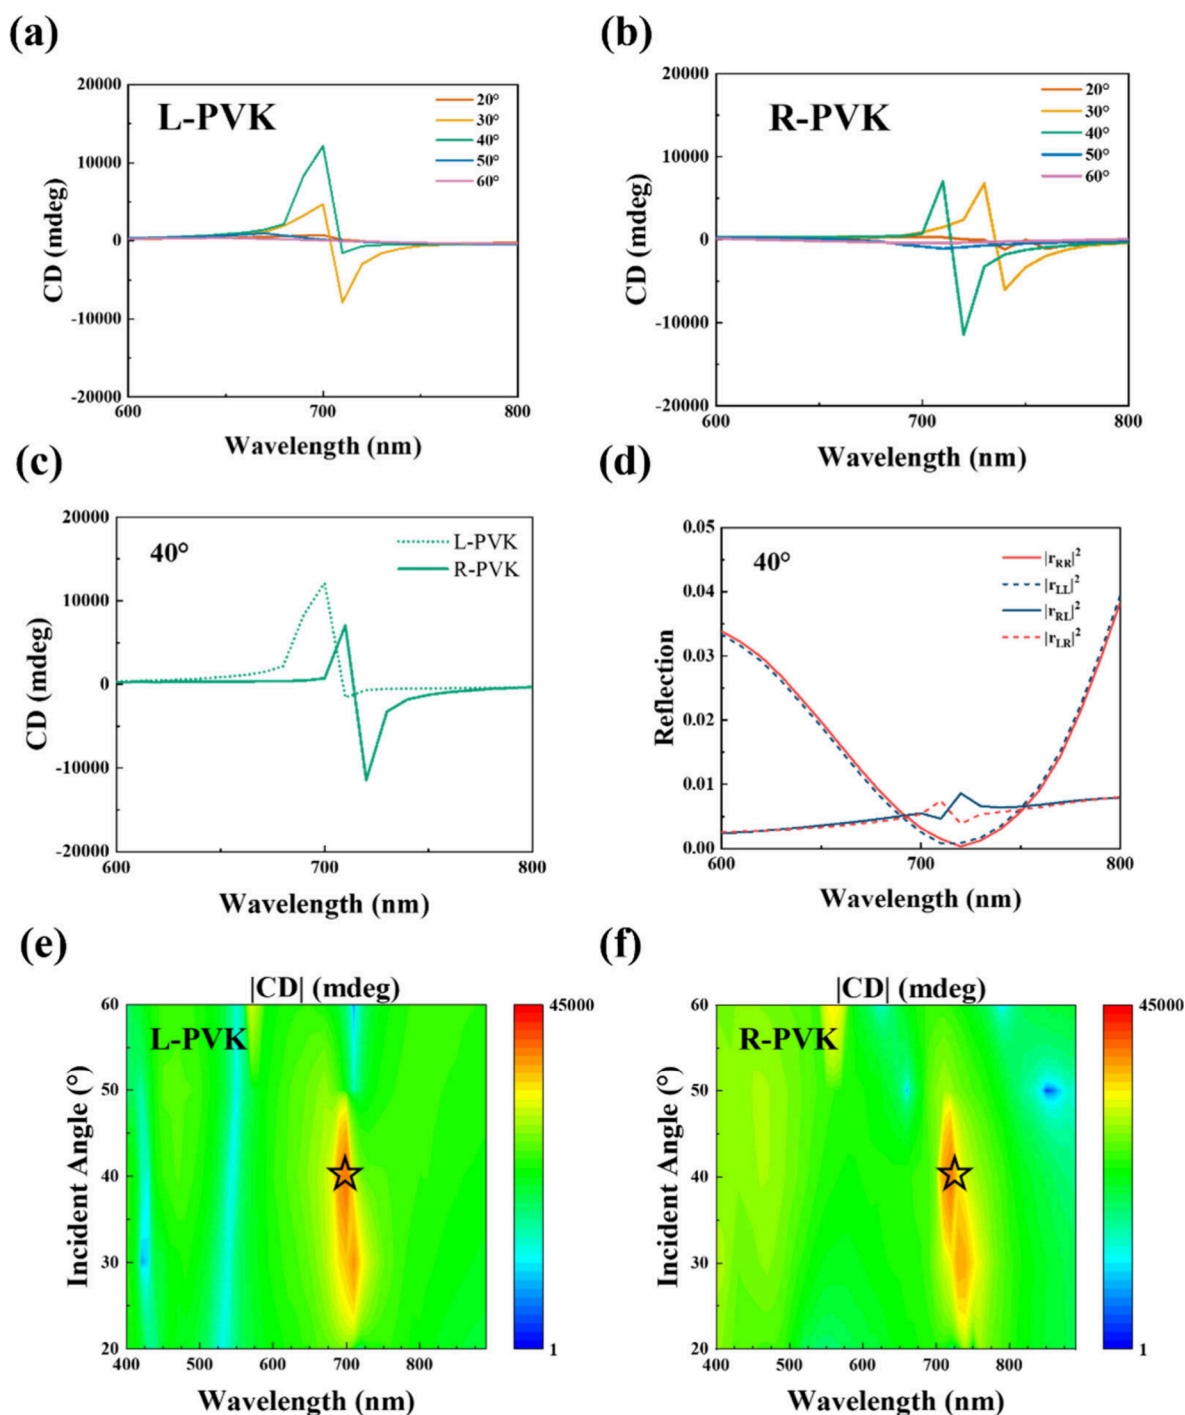 (a)
(b)
20000
10000
0
-10000
-20000
L-PVK
20°
30°
40°
50°
60°
CD (mdeg)
600
700
800
Wavelength (nm)
20000
10000
0
-10000
-20000
R-PVK
20°
30°
40°
50°
60°
CD (mdeg)
600
700
800
Wavelength (nm)
(c)
(d)
20000
10000
0
-10000
-20000
40°
L-PVK
R-PVK
CD (mdeg)
600
700
800
Wavelength (nm)
0.05
0.04
0.03
0.02
0.01
0.00
40°
|rRR|²
|rLL|²
|rRL|²
|rLR|²
Reflection
600
700
800
Wavelength (nm)
(e)
(f)
|CD| (mdeg)
L-PVK
60
50
40
30
20
Incident Angle (°)
400
500
600
700
800
Wavelength (nm)
45000
1
|CD| (mdeg)
R-PVK
60
50
40
30
20
Incident Angle (°)
400
500
600
700
800
Wavelength (nm)
45000
1